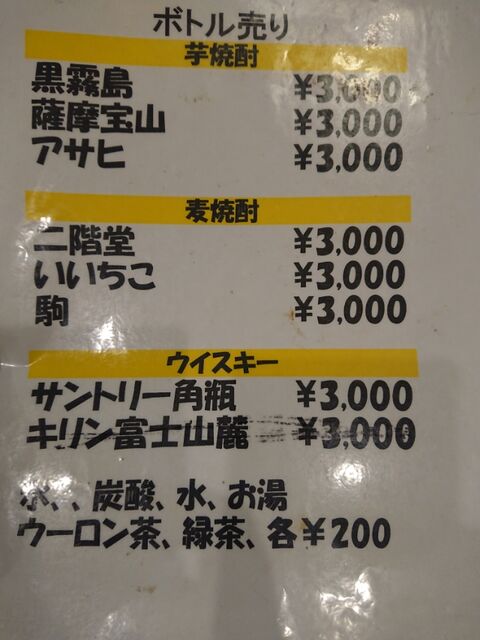 ボトル売り
芋焼酎
黒霧島 ¥3,000
薩摩宝山 ¥3,000
アサヒ ¥3,000
麦焼酎
二階堂 ¥3,000
いいちこ ¥3,000
駒 ¥3,000
ウイスキー
サントリー角瓶 ¥3,000
キリン富士山麓 ¥3,000
氷、、炭酸、水、お湯
ウーロン茶、緑茶、各¥200